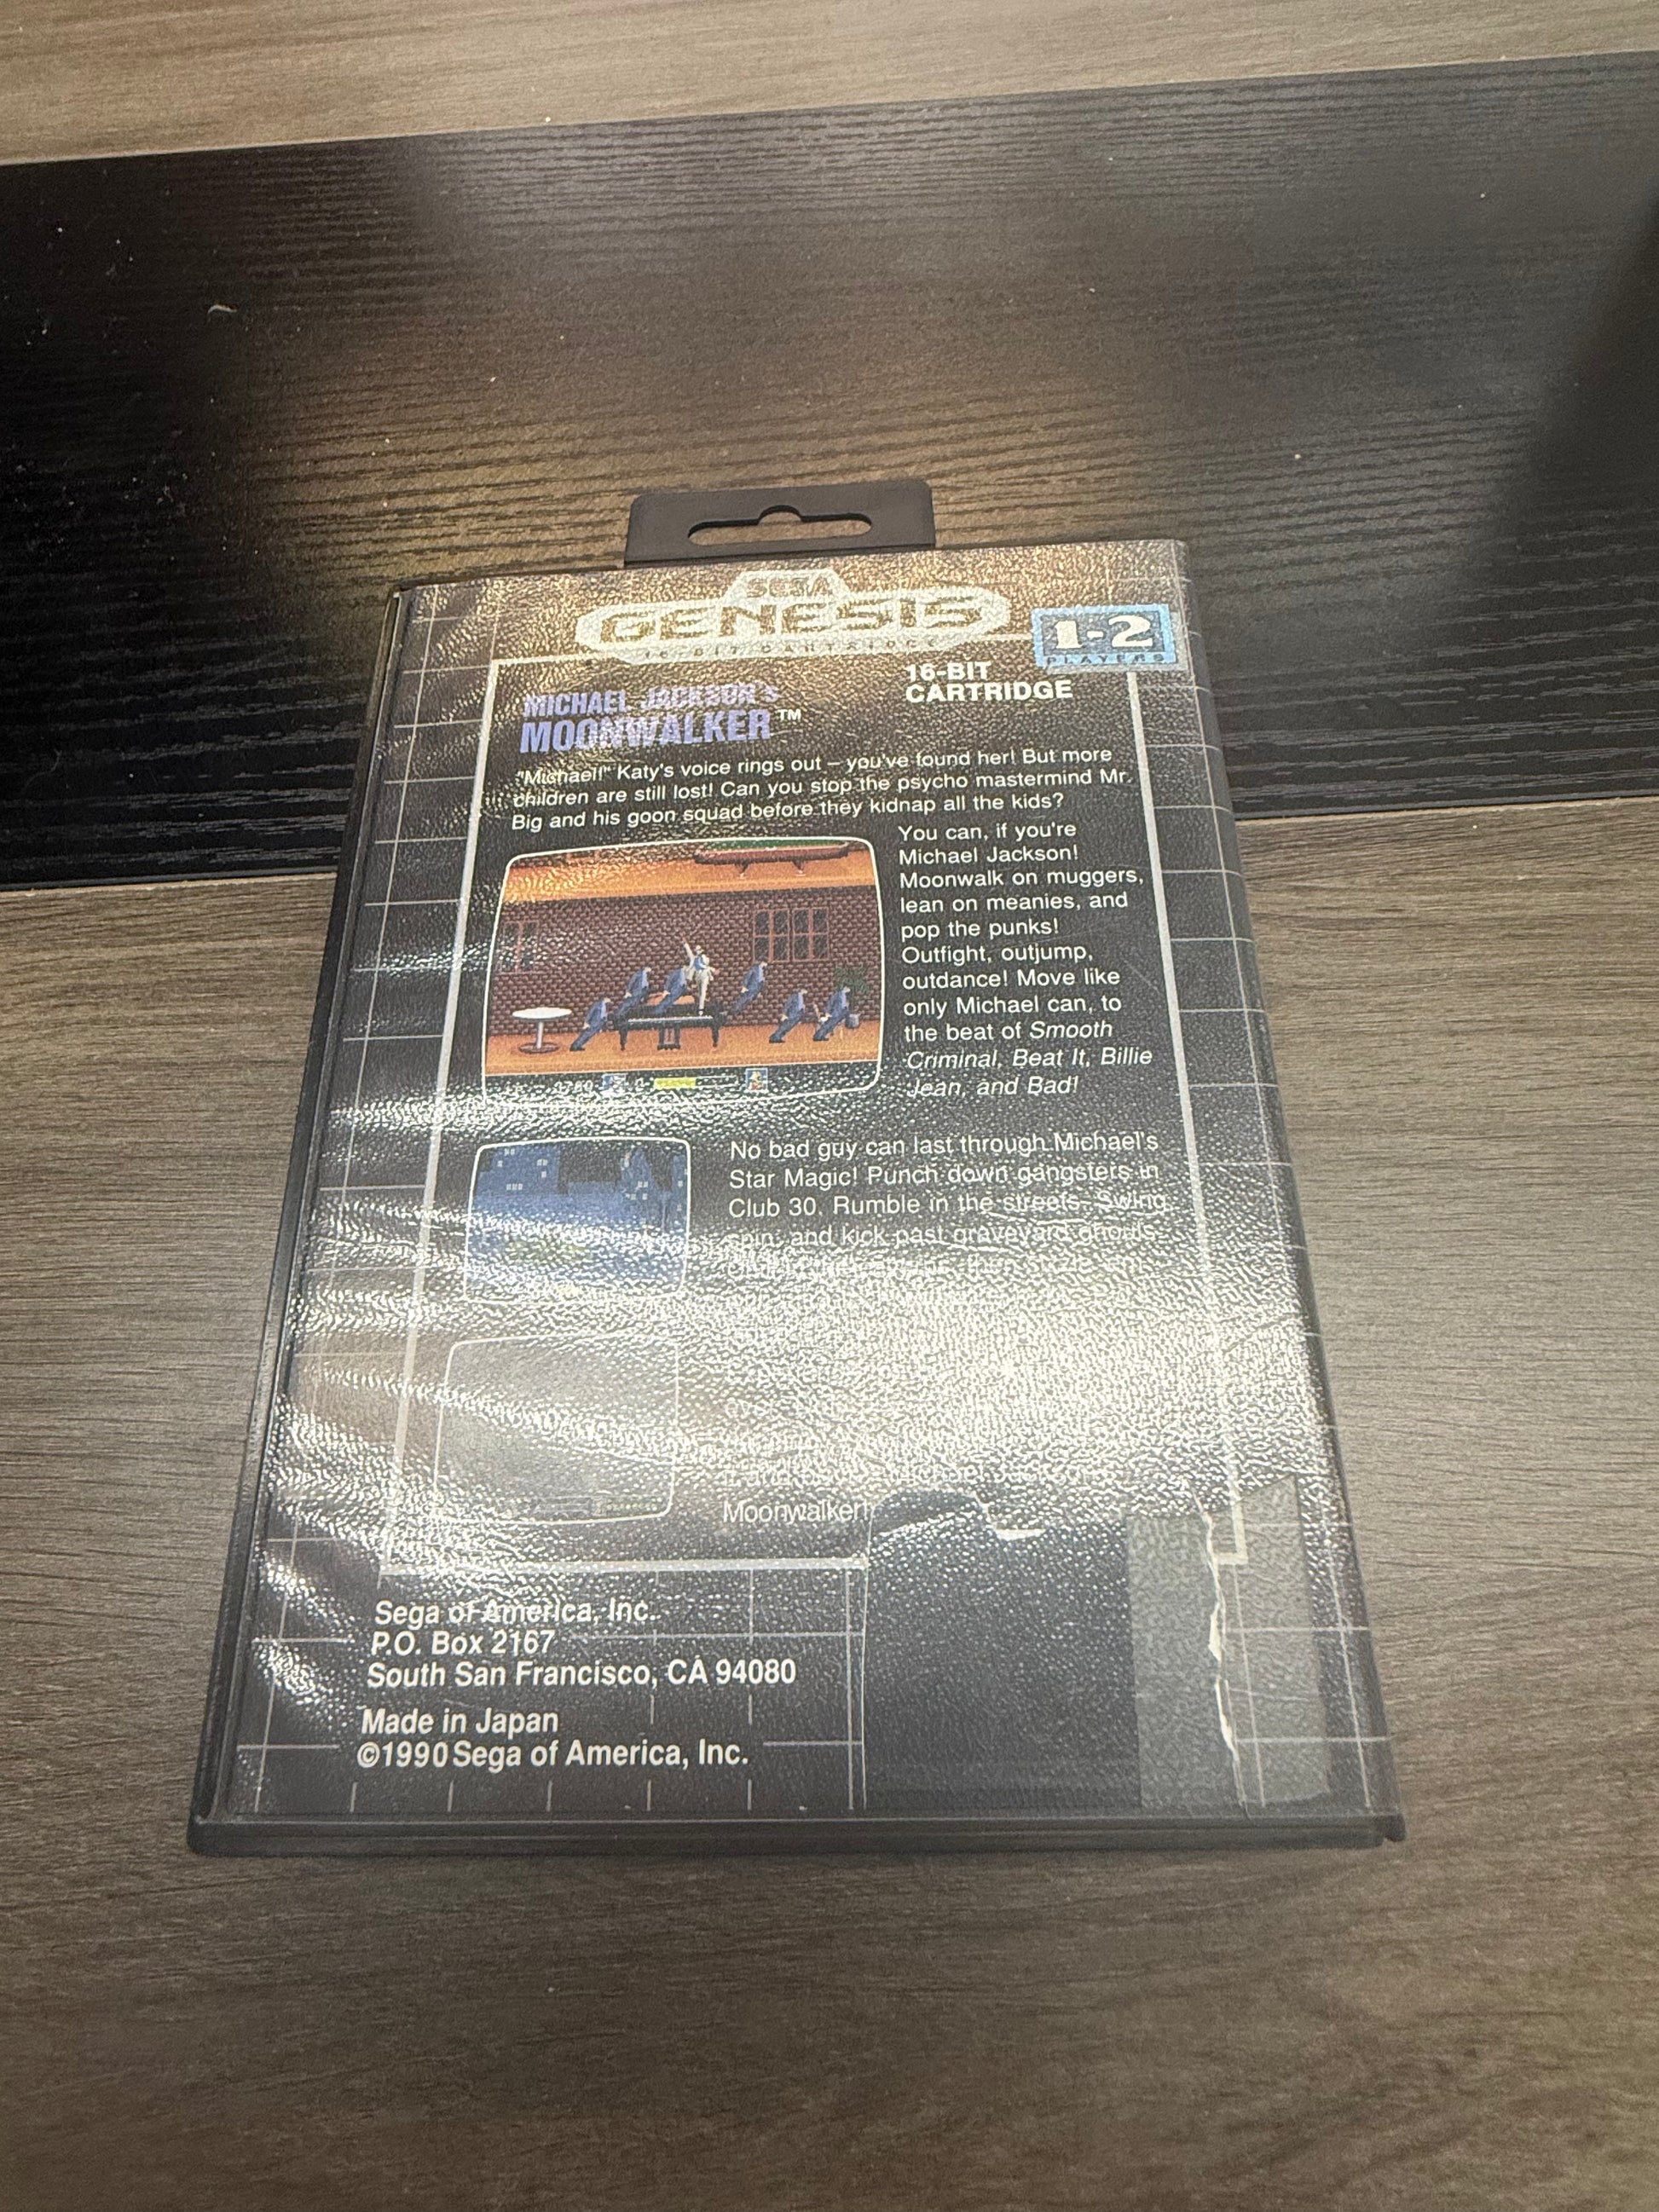 SEGA
GENESIS
16-BIT CARTRIDGE
1-2
PLAYERS
16-BIT
CARTRIDGE
MICHAEL JACKSON's
MOONWALKER™
"Michael!" Katy's voice rings out – you've found her! But more
children are still lost! Can you stop the psycho mastermind Mr.
Big and his goon squad before they kidnap all the kids?
You can, if you're
Michael Jackson!
Moonwalk on muggers,
lean on meanies, and
pop the punks!
Outfight, outjump,
outdance! Move like
only Michael can, to
the beat of Smooth
Criminal, Beat It, Billie
Jean, and Bad!
No bad guy can last through Michael's
Star Magic! Punch down gangsters in
Club 30. Rumble in the streets. Swing,
spin, and kick past graveyard ghouls.
Moonwalker!
Sega of America, Inc.
P.O. Box 2167
South San Francisco, CA 94080
Made in Japan
©1990 Sega of America, Inc.